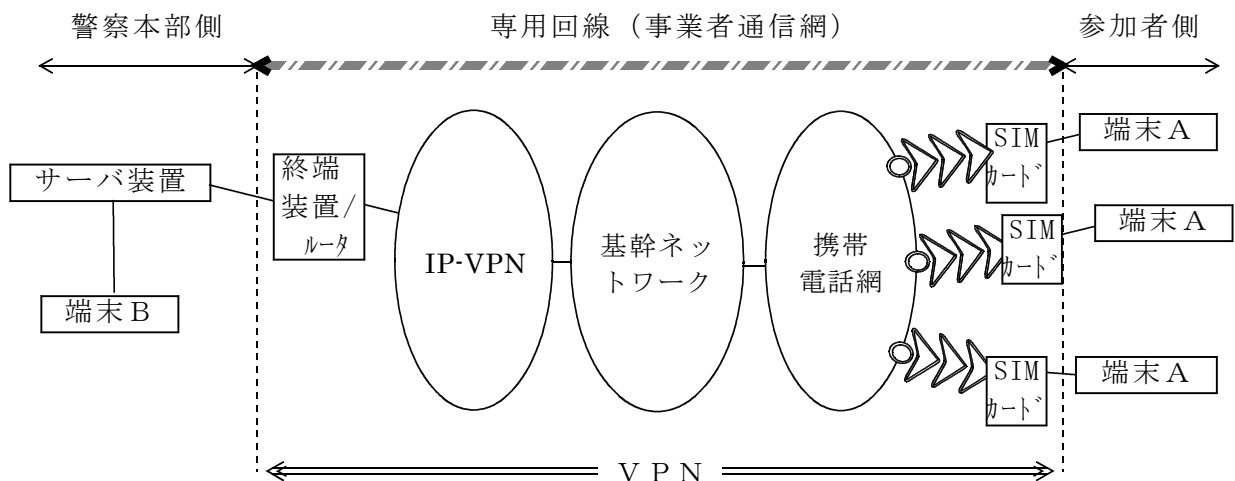 警察本部側
専用回線（事業者通信網）
参加者側
サーバ装置
端末Ｂ
終端
装置/
ﾙｰﾀ
IP-VPN
基幹ネッ
トワーク
携帯
電話網
SIM
ｶｰﾄﾞ
端末Ａ
SIM
ｶｰﾄﾞ
端末Ａ
SIM
ｶｰﾄﾞ
端末Ａ
ＶＰＮ